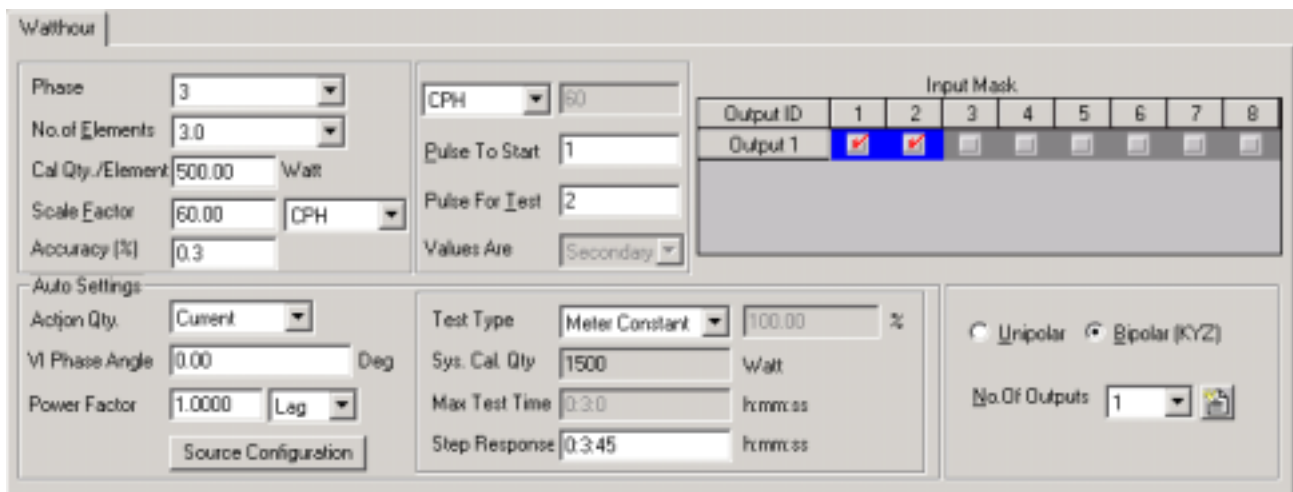 Watthour
Phase 3
No.of Elements 3.0
Cal Qty./Element 500.00 Watt
Scale Factor 60.00 CPH
Accuracy (%) 0.3
CPH 60
Pulse To Start 1
Pulse For Test 2
Values Are Secondary
Input Mask
Output ID 1 2 3 4 5 6 7 8
Output 1
Auto Settings
Action Qty. Current
VI Phase Angle 0.00 Deg
Power Factor 1.0000 Lag
Source Configuration
Test Type Meter Constant 100.00 %
Sys. Cal. Qty 1500 Watt
Max Test Time 0:3:0 h:mm:ss
Step Response 0:3:45 h:mm:ss
Unipolar Bipolar (KYZ)
No.Of Outputs 1